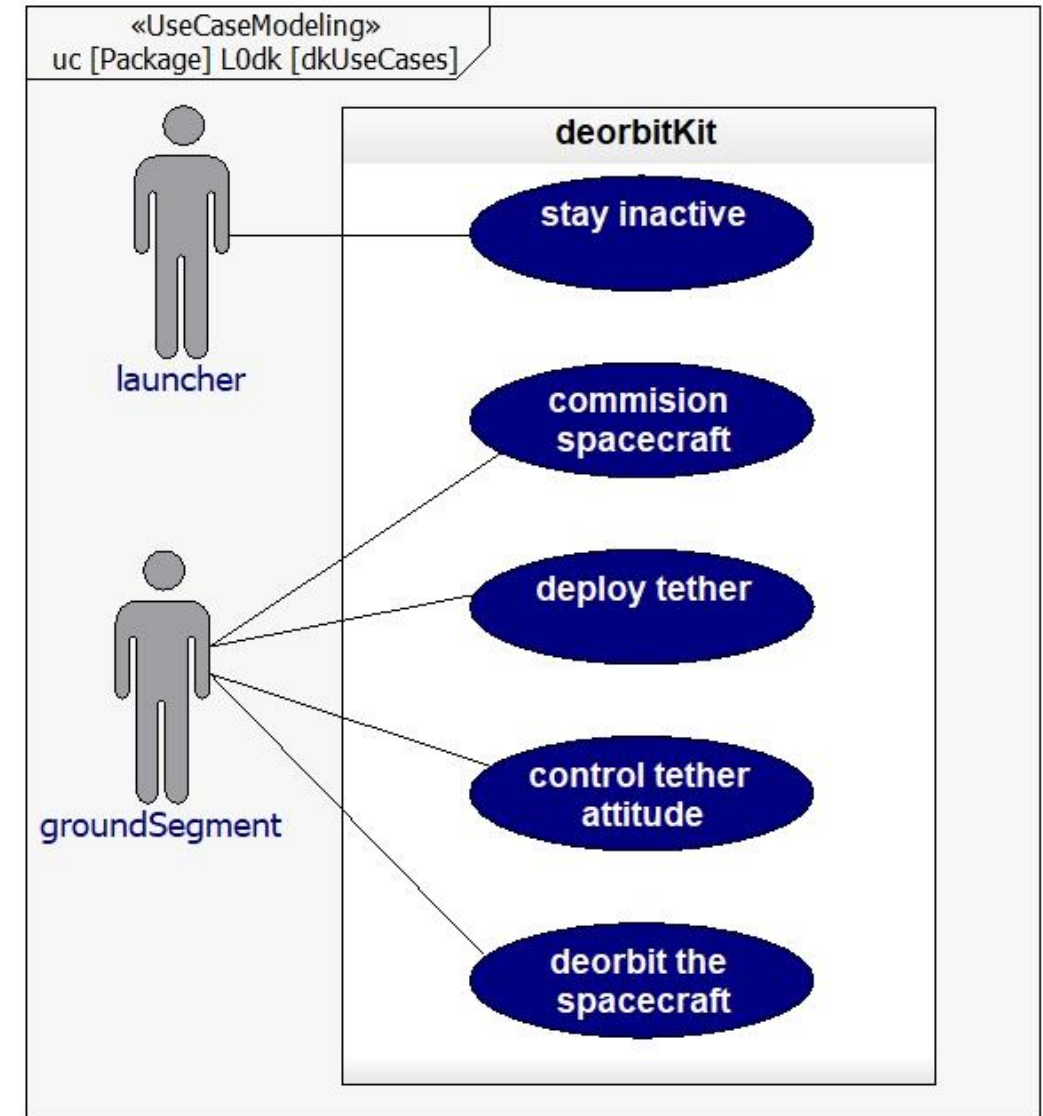 «UseCaseModeling»
uc [Package] L0dk [dkUseCases]
deorbitKit
stay inactive
launcher
commision
spacecraft
deploy tether
groundSegment
control tether
attitude
deorbit the
spacecraft